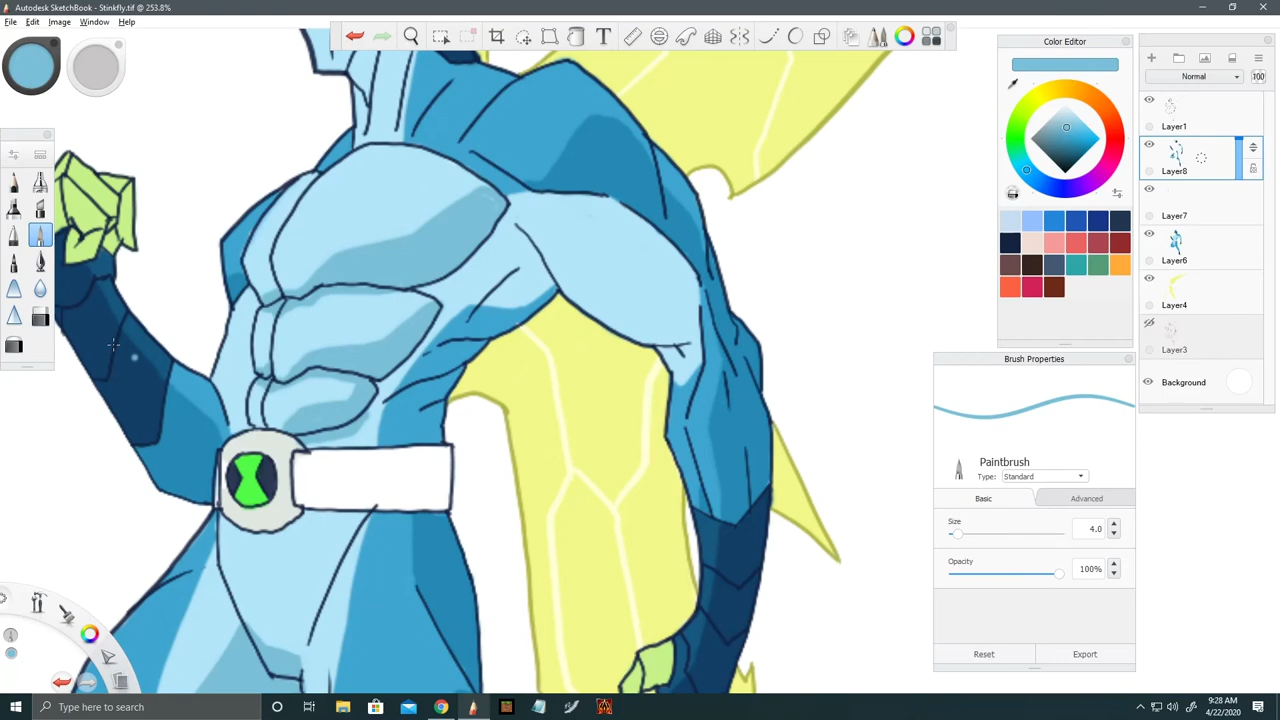 Autodesk SketchBook - Stinkfly.tif @ 253.8%
File Edit Image Window Help
Color Editor
Normal 100
Layer1
Layer8
Layer7
Layer6
Layer4
Layer3
Background
Brush Properties
Paintbrush
Type: Standard
Basic Advanced
Size
4.0
Opacity
100%
Reset Export
Type here to search
9:28 AM
4/22/2020